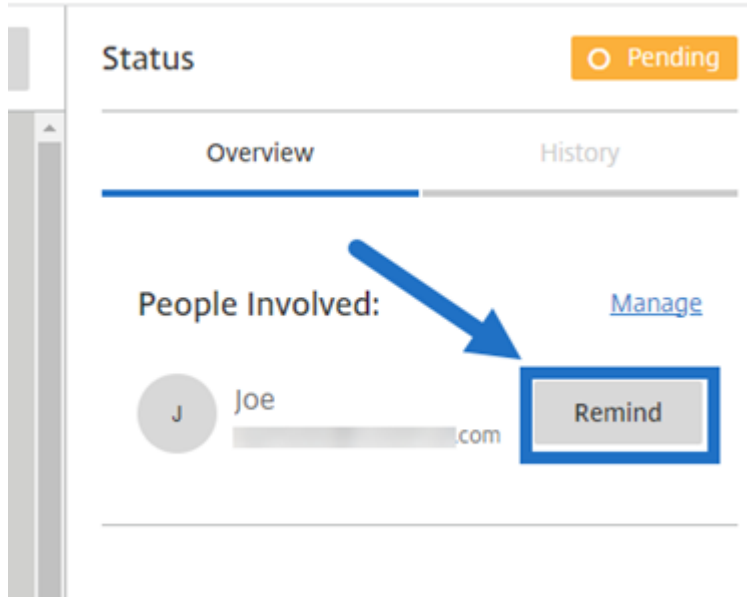 Status
Pending
Overview
History
People Involved:
Manage
J
Joe
.com
Remind